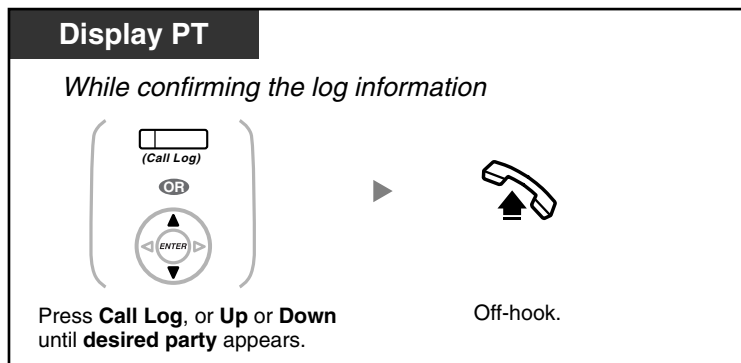 Display PT
While confirming the log information
(Call Log)
OR
ENTER
Press Call Log, or Up or Down
until desired party appears.
Off-hook.